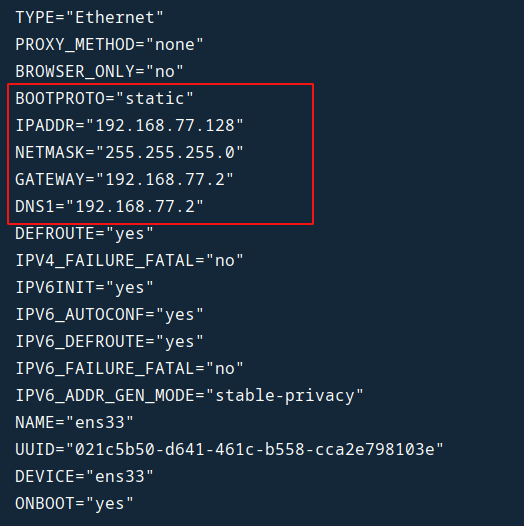 TYPE="Ethernet"
PROXY_METHOD="none"
BROWSER_ONLY="no"
BOOTPROTO="static"
IPADDR="192.168.77.128"
NETMASK="255.255.255.0"
GATEWAY="192.168.77.2"
DNS1="192.168.77.2"
DEFROUTE="yes"
IPV4_FAILURE_FATAL="no"
IPV6INIT="yes"
IPV6_AUTOCONF="yes"
IPV6_DEFROUTE="yes"
IPV6_FAILURE_FATAL="no"
IPV6_ADDR_GEN_MODE="stable-privacy"
NAME="ens33"
UUID="021c5b50-d641-461c-b558-cca2e798103e"
DEVICE="ens33"
ONBOOT="yes"